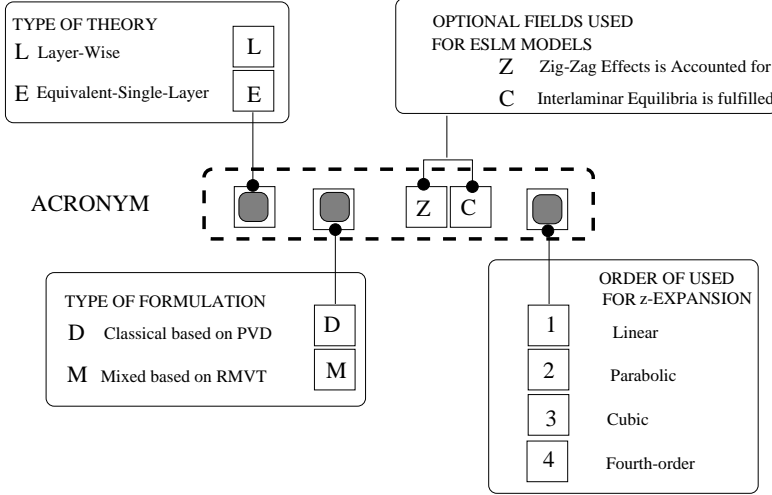 TYPE OF THEORY
L Layer-Wise
L
E Equivalent-Single-Layer
E
OPTIONAL FIELDS USED
FOR ESLM MODELS
Z Zig-Zag Effects is Accounted for
C Interlaminar Equilibria is fulfilled
ACRONYM
Z C
TYPE OF FORMULATION
D Classical based on PVD
D
M Mixed based on RMVT
M
ORDER OF USED
FOR z-EXPANSION
1 Linear
2 Parabolic
3 Cubic
4 Fourth-order